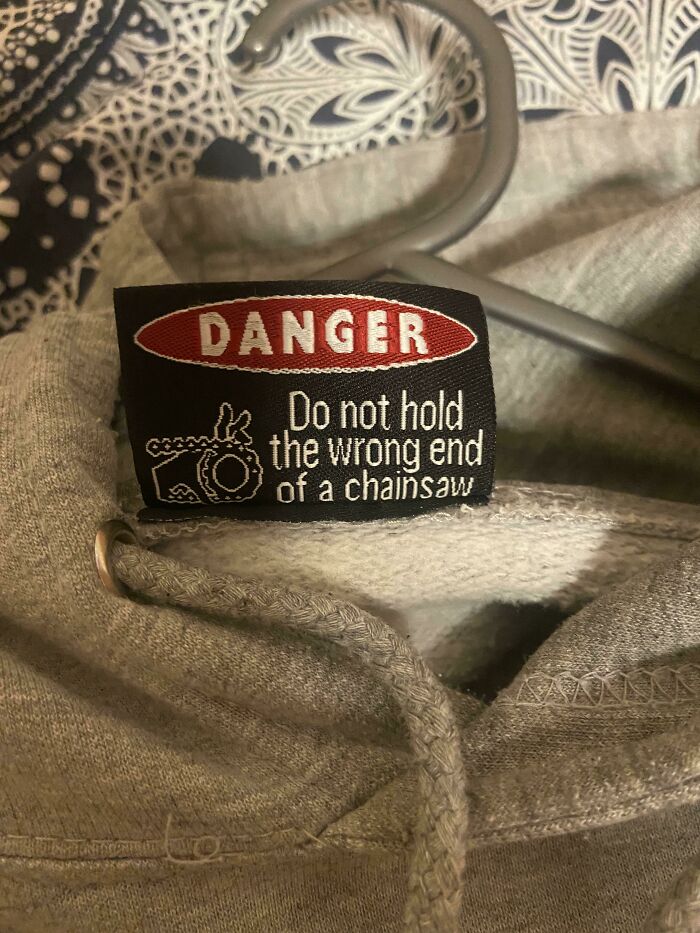 DANGER
Do not hold
the wrong end
of a chainsaw